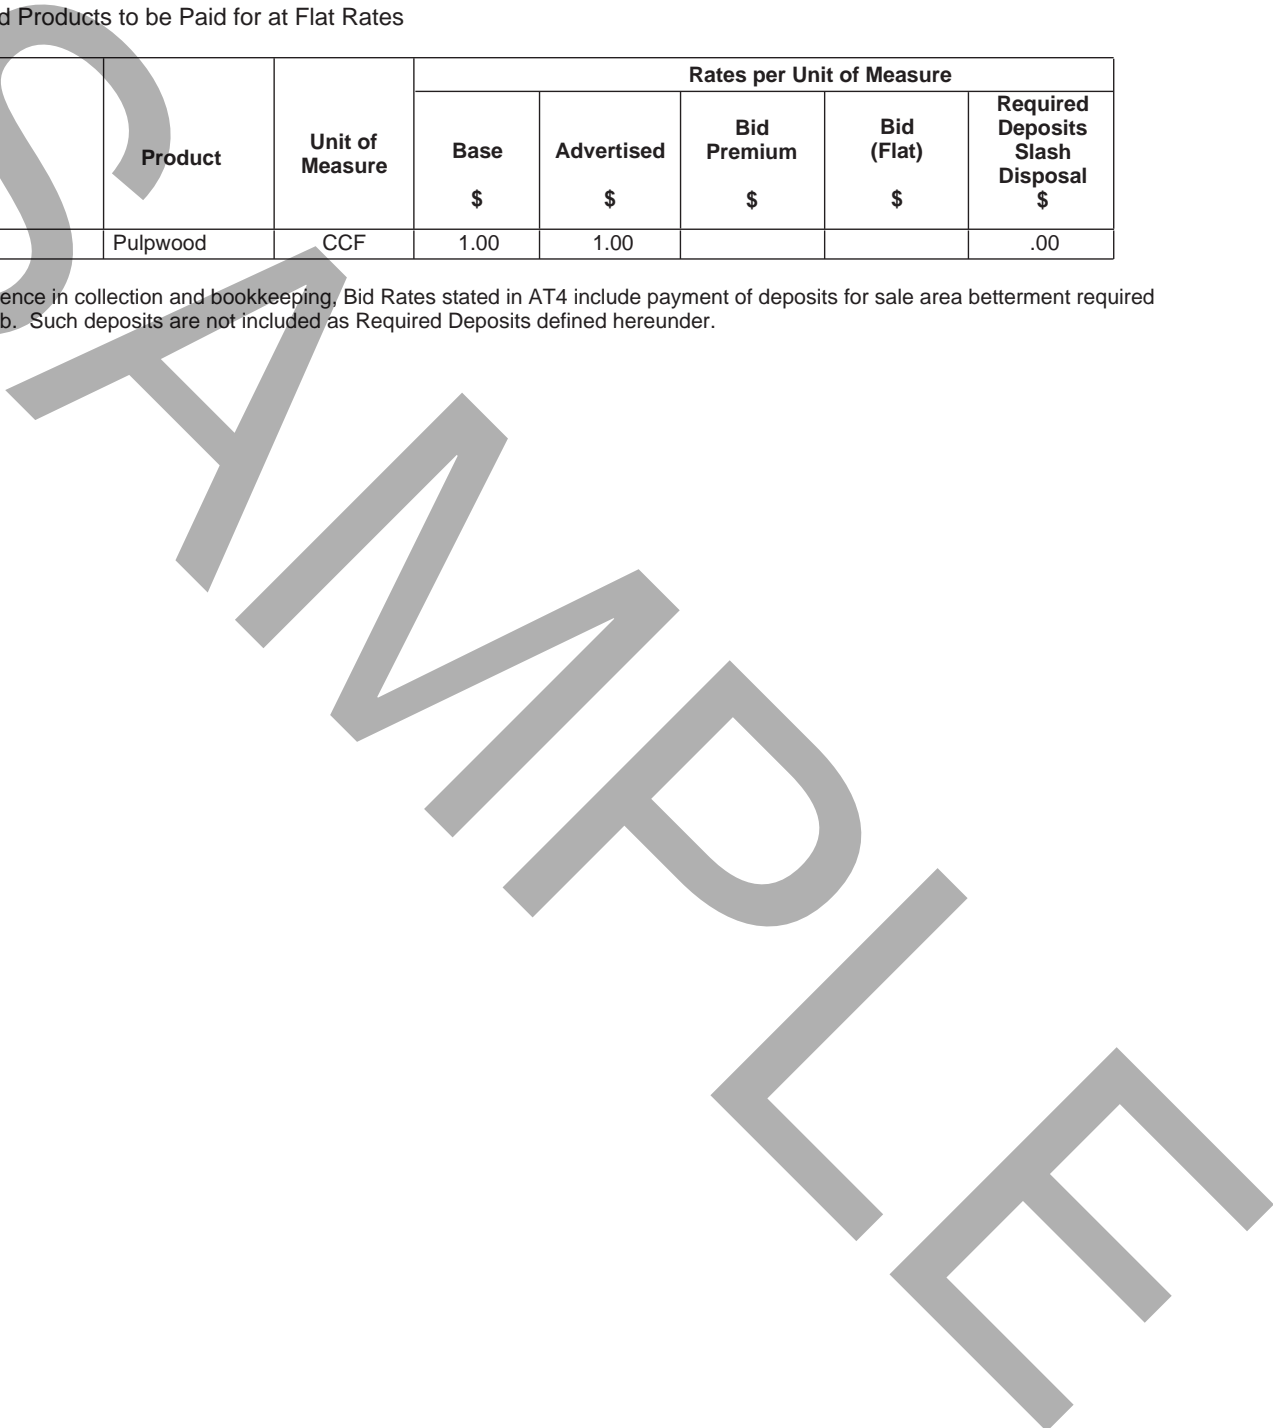 d Products to be Paid for at Flat Rates
Rates per Unit of Measure
Product
Unit of
Measure
Base
$
Advertised
$
Bid
Premium
$
Bid
(Flat)
$
Required
Deposits
Slash
Disposal
$
Pulpwood CCF 1.00 1.00 .00
ence in collection and bookkeeping, Bid Rates stated in AT4 include payment of deposits for sale area betterment required
b. Such deposits are not included as Required Deposits defined hereunder.
SAMPLE